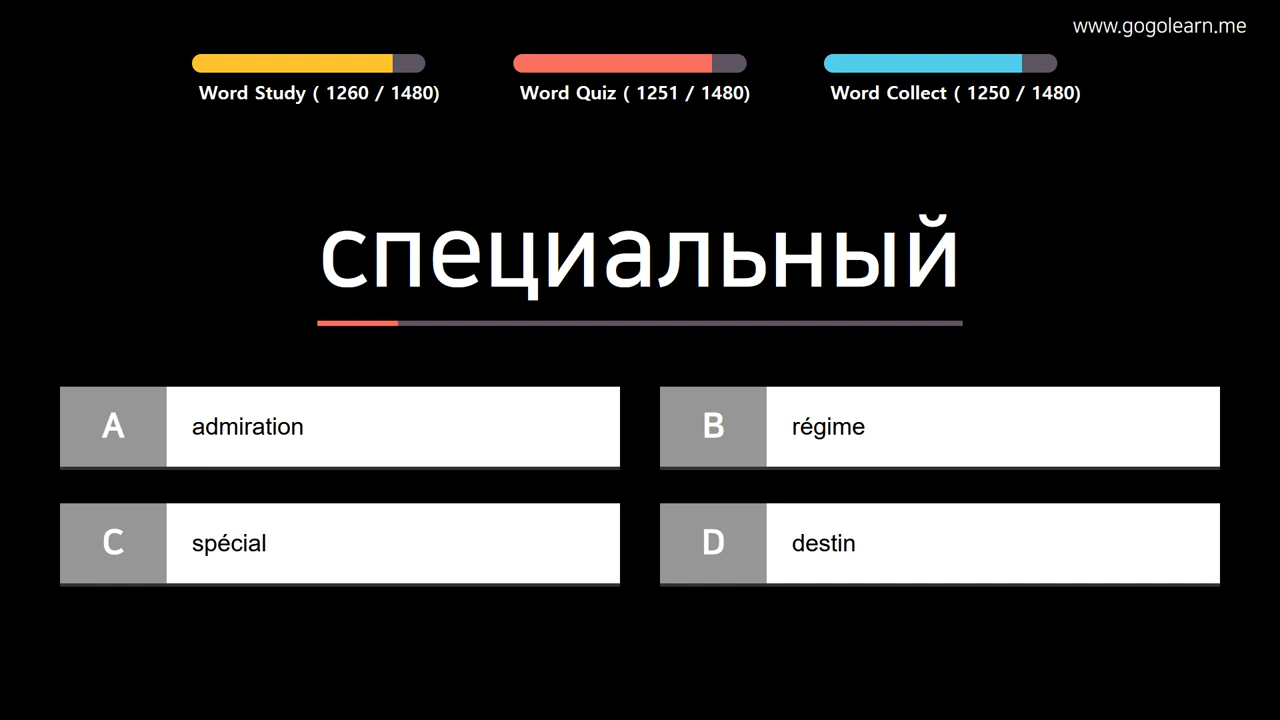 www.gogolearn.me
Word Study ( 1260 / 1480)
Word Quiz ( 1251 / 1480)
Word Collect ( 1250 / 1480)
специальный
A admiration
B régime
C spécial
D destin